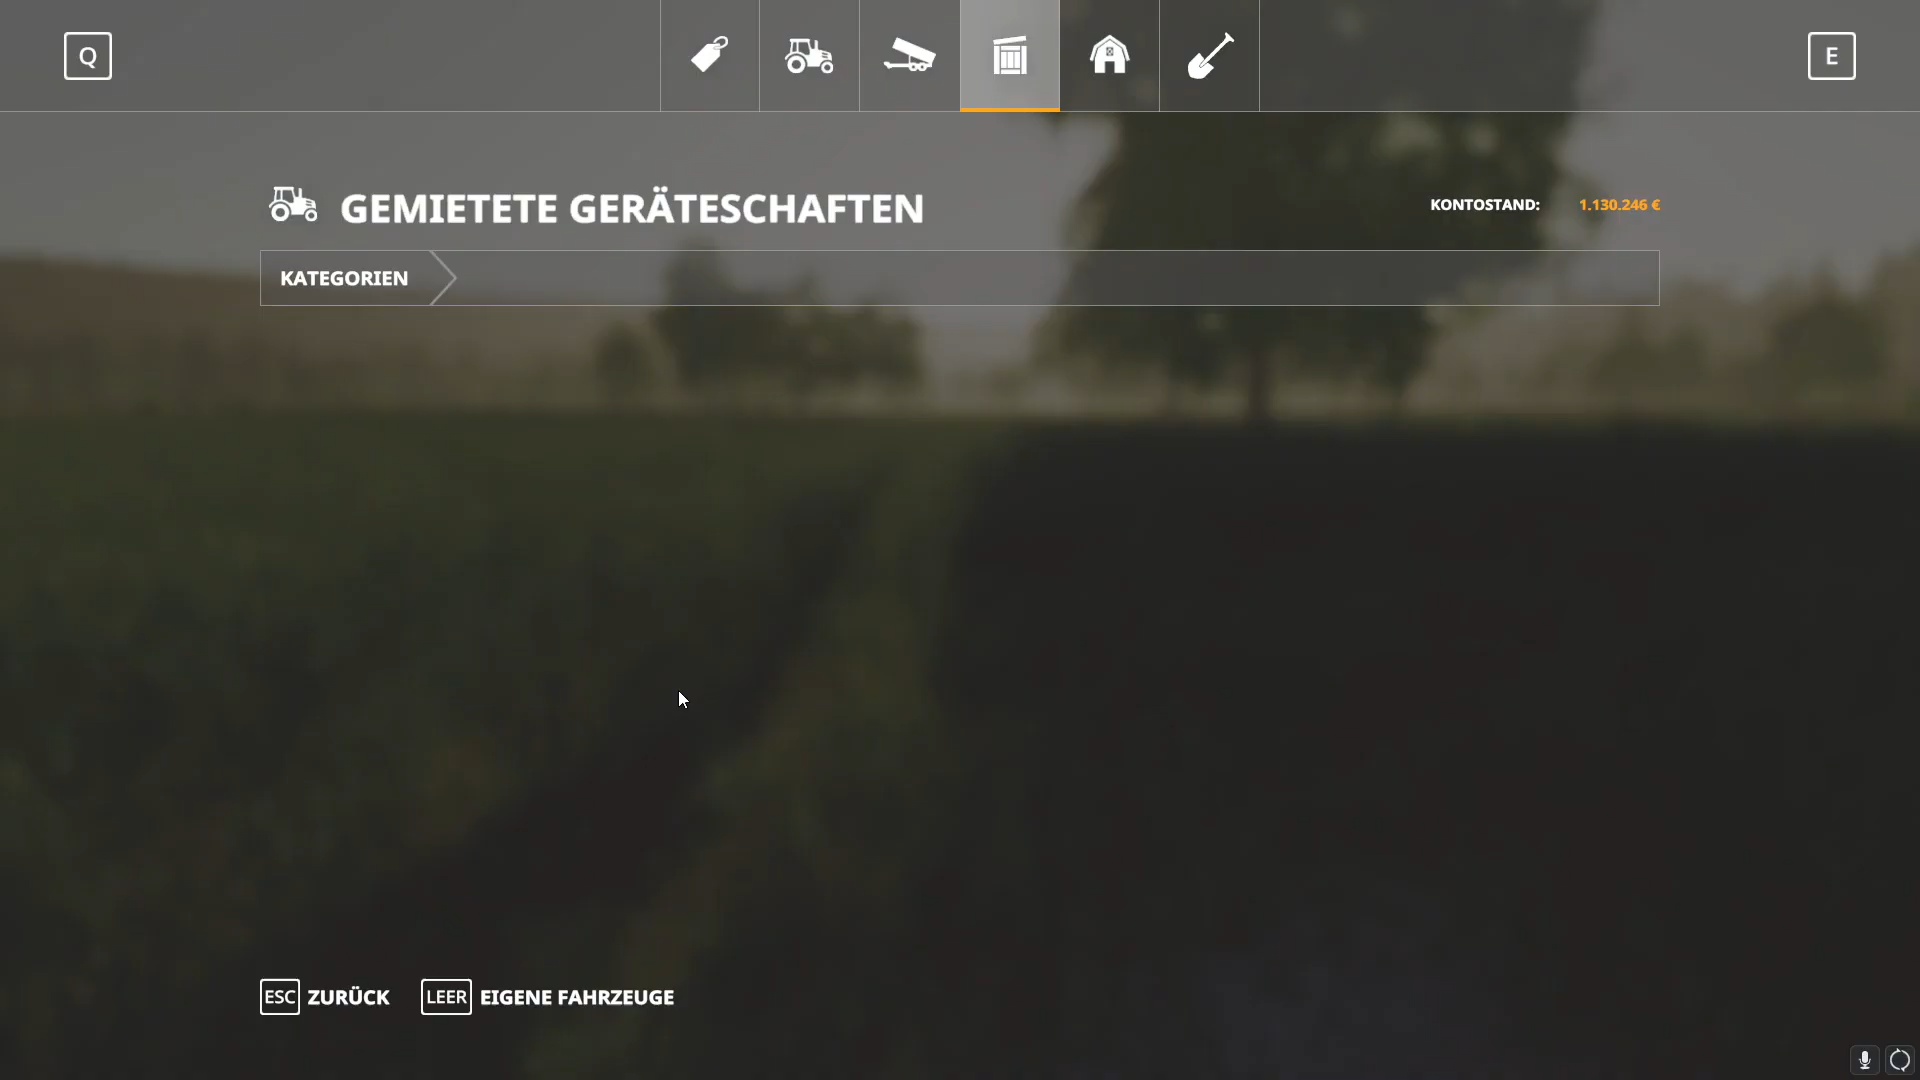 Q
E
GEMIETETE GERÄTESCHAFTEN
KONTOSTAND: 1.130.246 €
KATEGORIEN
ESC ZURÜCK LEER EIGENE FAHRZEUGE